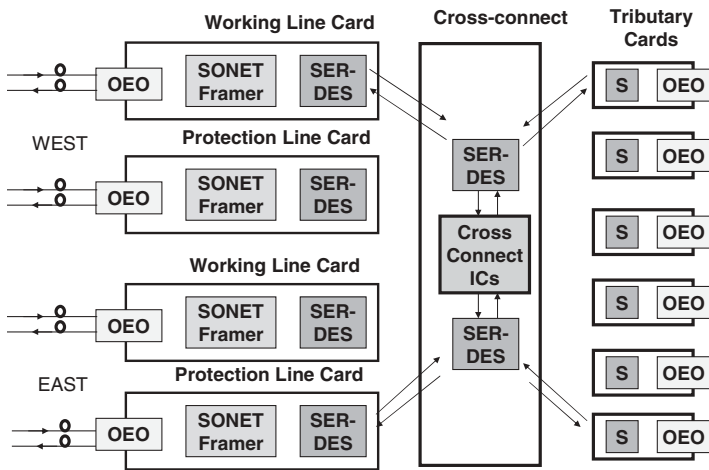 Working Line Card
Cross-connect
Tributary
Cards
OEO
SONET
Framer
SER-
DES
S
OEO
WEST
Protection Line Card
OEO
SONET
Framer
SER-
DES
SER-
DES
S
OEO
Cross
Connect
ICs
S
OEO
Working Line Card
OEO
SONET
Framer
SER-
DES
SER-
DES
S
OEO
EAST
Protection Line Card
S
OEO
OEO
SONET
Framer
SER-
DES
S
OEO